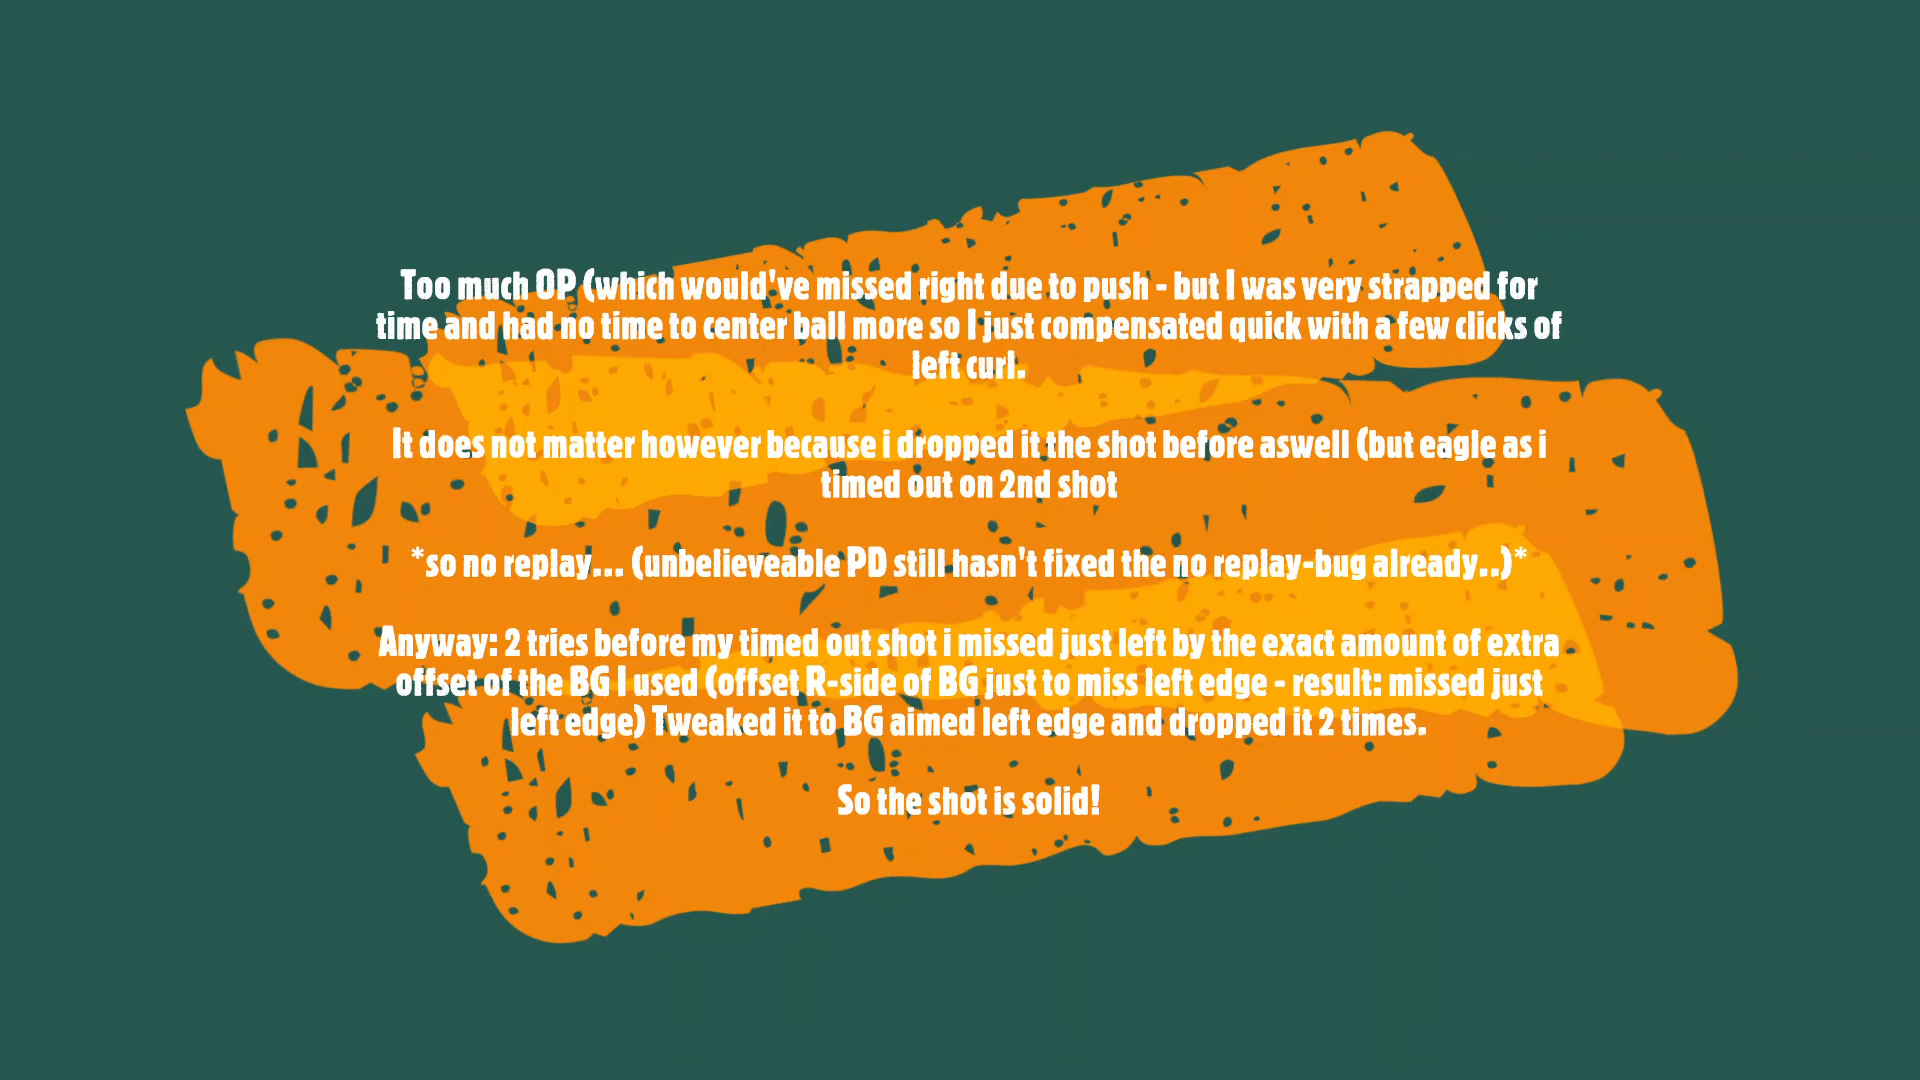 Too much OP (which would've missed right due to push - but I was very strapped for
time and had no time to center ball more so I just compensated quick with a few clicks of
left curl.
It does not matter however because i dropped it the shot before aswell (but eagle as i
timed out on 2nd shot
*so no replay... (unbelieveable PD still hasn't fixed the no replay-bug already..)*
Anyway: 2 tries before my timed out shot i missed just left by the exact amount of extra
offset of the BG I used (offset R-side of BG just to miss left edge - result: missed just
left edge) Tweaked it to BG aimed left edge and dropped it 2 times.
So the shot is solid!